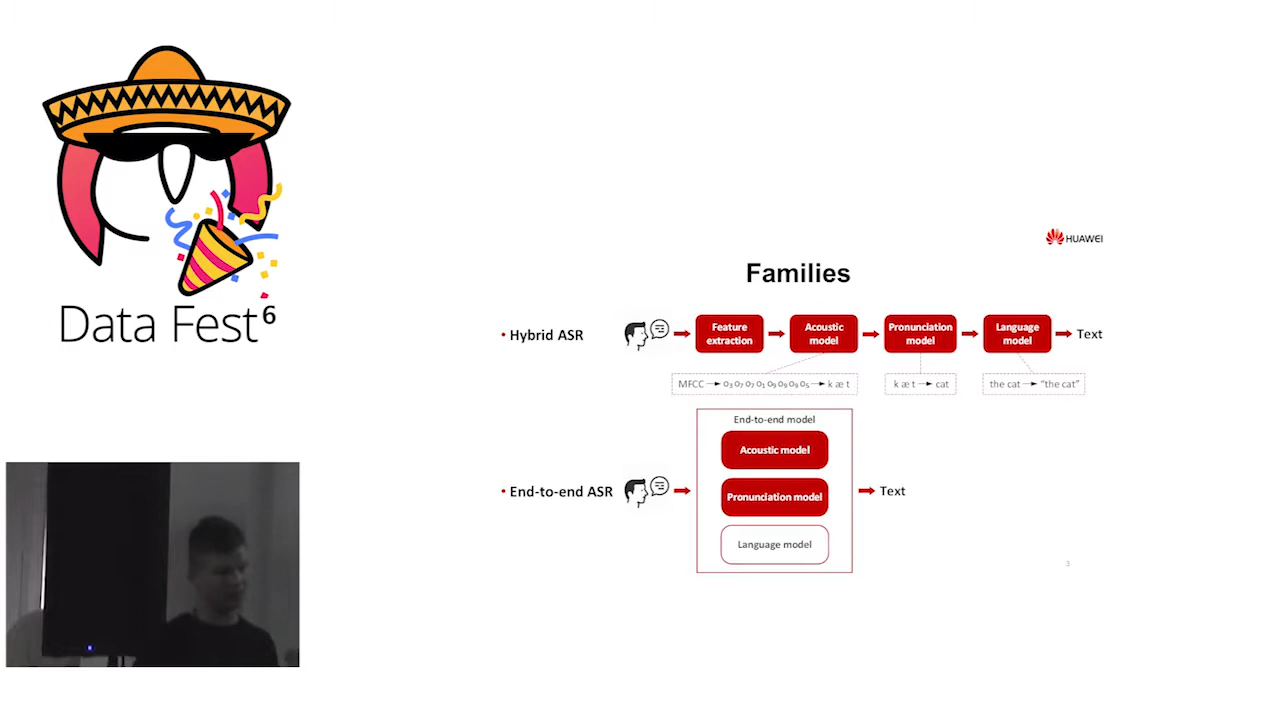 Data Fest⁶
HUAWEI
Families
• Hybrid ASR
Feature
extraction
Acoustic
model
Pronunciation
model
Language
model
Text
MFCC → o₃ o₇ o₇ o₁ o₉ o₉ o₉ o₅ → k æ t
k æ t → cat
the cat → “the cat”
End-to-end model
Acoustic model
• End-to-end ASR
Pronunciation model
Text
Language model
3